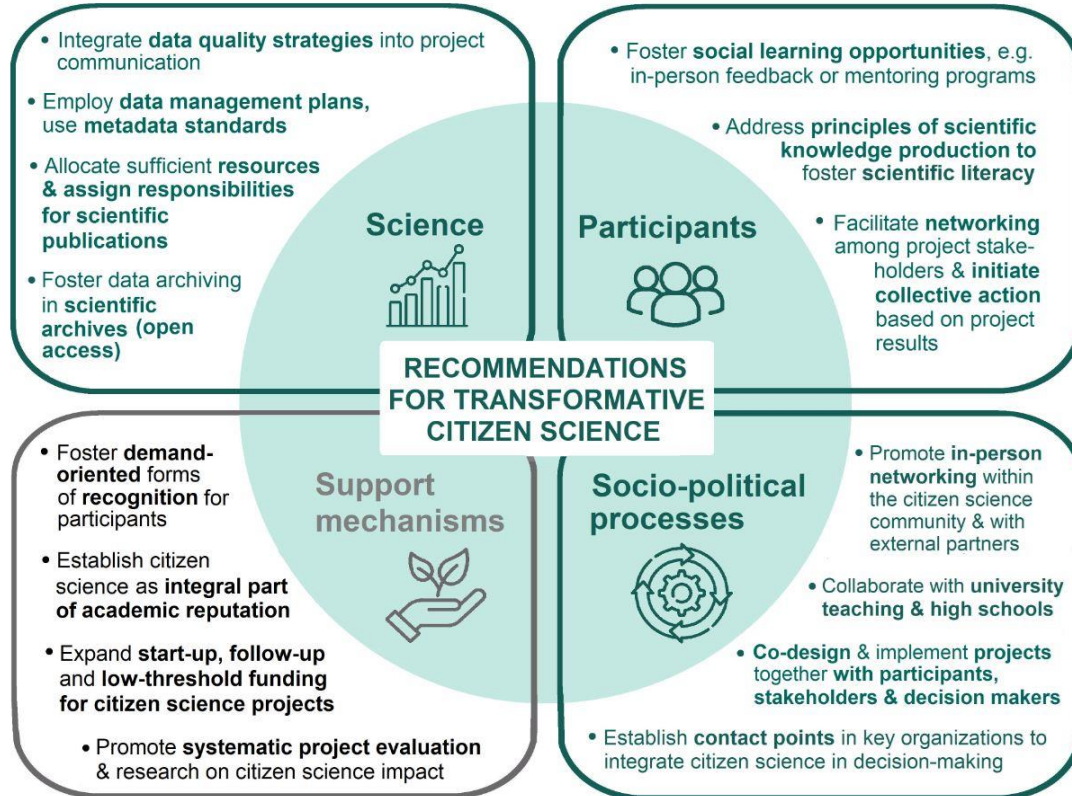 • Integrate data quality strategies into project
communication
• Employ data management plans,
use metadata standards
• Allocate sufficient resources
& assign responsibilities
for scientific
publications
• Foster data archiving
in scientific
archives (open
access)
Science
• Foster social learning opportunities, e.g.
in-person feedback or mentoring programs
• Address principles of scientific
knowledge production to
foster scientific literacy
• Facilitate networking
among project stake-
holders & initiate
collective action
based on project
results
Participants
RECOMMENDATIONS
FOR TRANSFORMATIVE
CITIZEN SCIENCE
• Foster demand-
oriented forms
of recognition for
participants
• Establish citizen
science as integral part
of academic reputation
• Expand start-up, follow-up
and low-threshold funding
for citizen science projects
• Promote systematic project evaluation
& research on citizen science impact
Support
mechanisms
Socio-political
processes
• Promote in-person
networking within
the citizen science
community & with
external partners
• Collaborate with university
teaching & high schools
• Co-design & implement projects
together with participants,
stakeholders & decision makers
• Establish contact points in key organizations to
integrate citizen science in decision-making